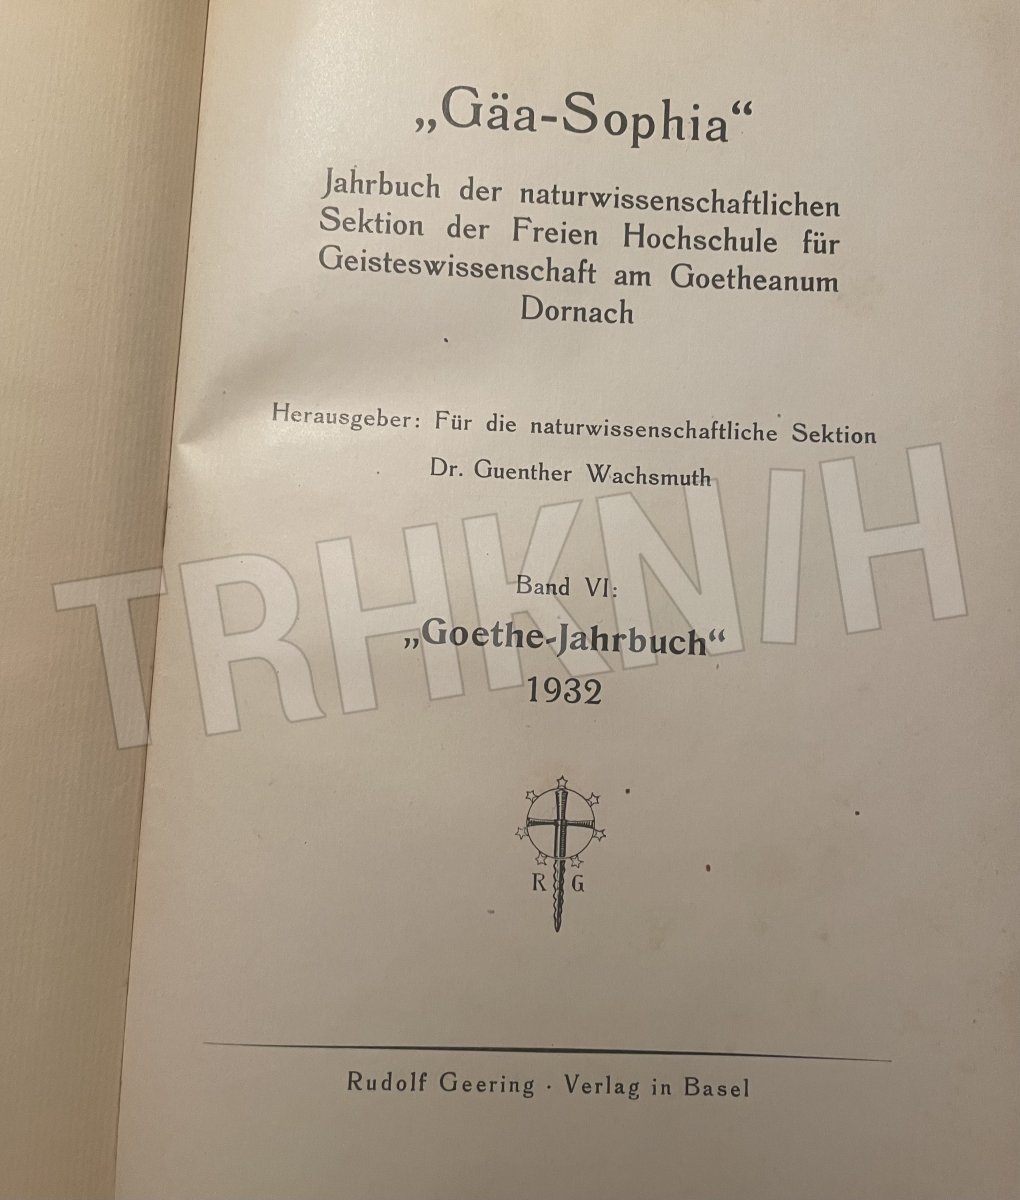 „Gäa-Sophia“
Jahrbuch der naturwissenschaftlichen
Sektion der Freien Hochschule für
Geisteswissenschaft am Goetheanum
Dornach
Herausgeber: Für die naturwissenschaftliche Sektion
Dr. Guenther Wachsmuth
TRHKNIH
Band VI:
„Goethe-Jahrbuch“
1932
R G
Rudolf Geering · Verlag in Basel